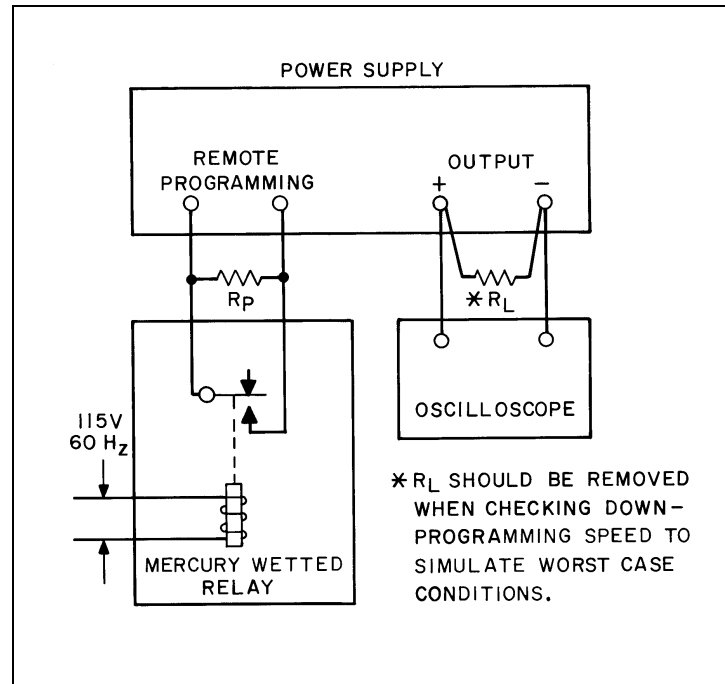 POWER SUPPLY
REMOTE
PROGRAMMING
OUTPUT
+
−
RP
* RL
OSCILLOSCOPE
115V
60 Hz
MERCURY WETTED
RELAY
* RL SHOULD BE REMOVED
WHEN CHECKING DOWN-
PROGRAMMING SPEED TO
SIMULATE WORST CASE
CONDITIONS.